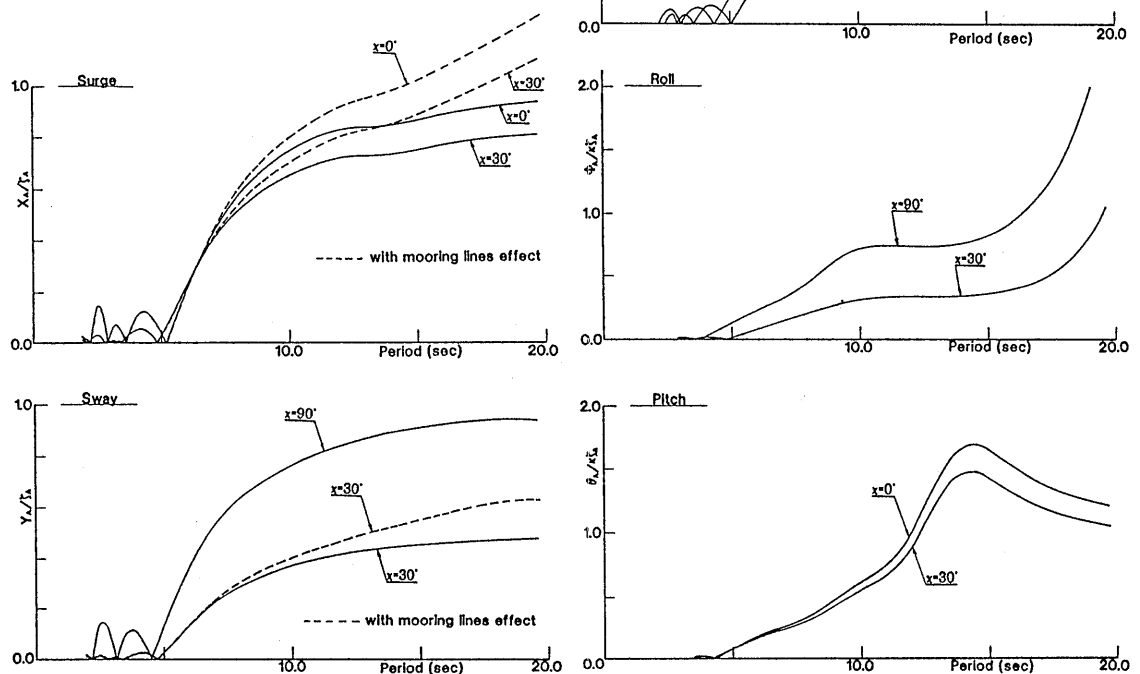 0.0
10.0
20.0
Period (sec)
Surge
1.0
χ=0°
χ=30°
χ=0°
χ=30°
X_A/ζ_A
with mooring lines effect
0.0
10.0
20.0
Period (sec)
Roll
2.0
1.0
χ=90°
χ=30°
0.0
10.0
20.0
Period (sec)
Sway
1.0
χ=90°
χ=30°
χ=30°
Y_A/ζ_A
with mooring lines effect
0.0
10.0
20.0
Period (sec)
Pitch
2.0
θ_A/κζ_A
1.0
χ=0°
χ=30°
0.0
10.0
20.0
Period (sec)